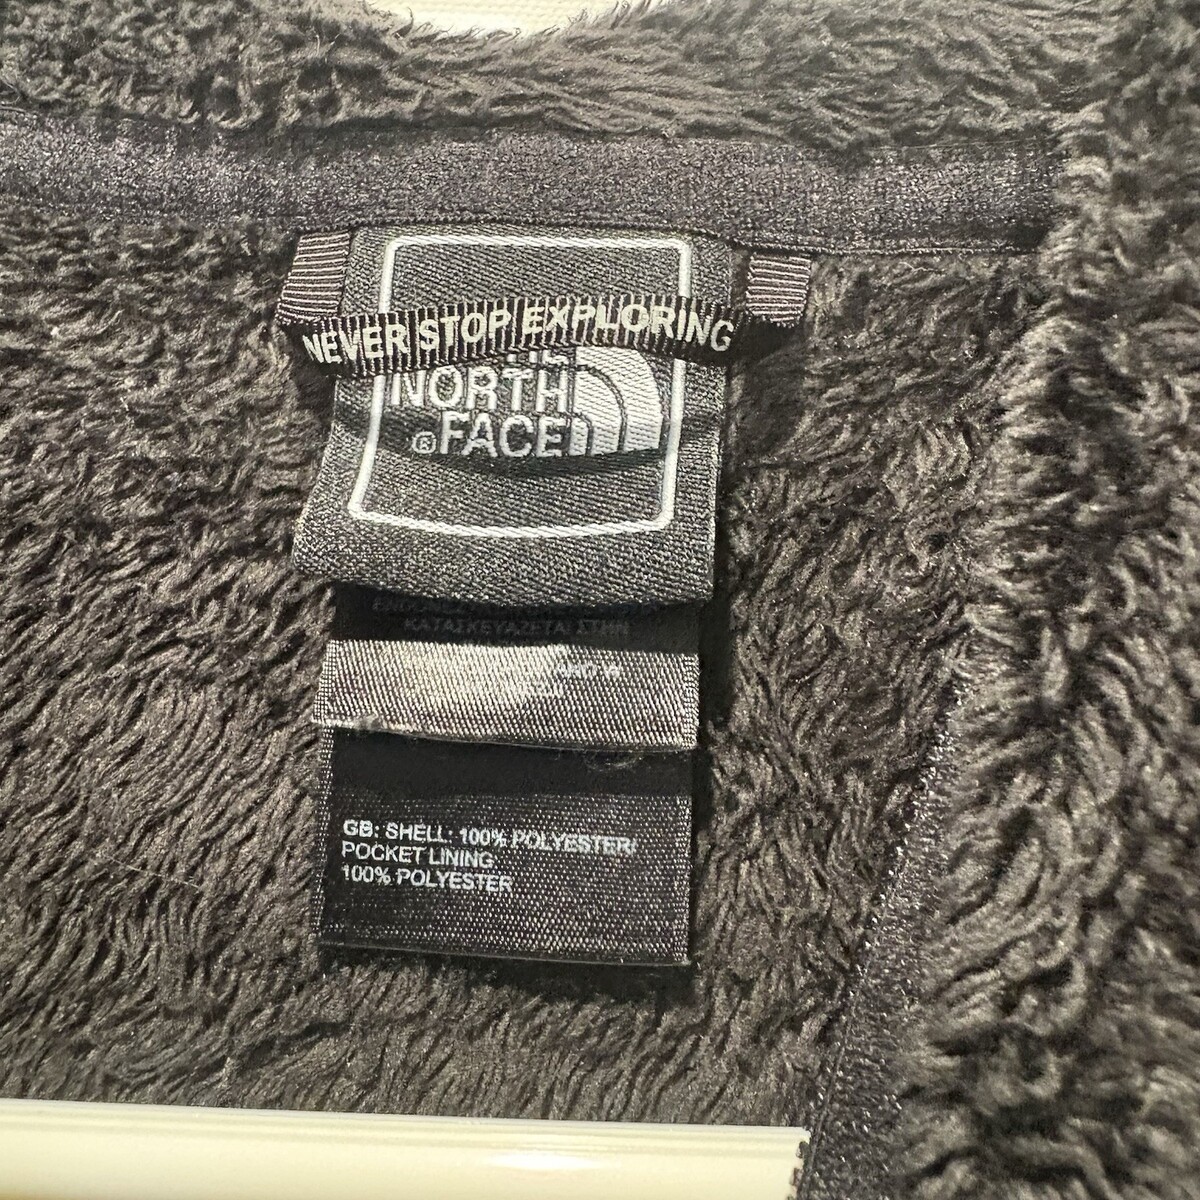 NEVER STOP EXPLORING
NORTH
®FACE
ΚΑΤΑΣΚΕΥΑΖΕΤΑΙ ΣΤΗΝ
GB: SHELL: 100% POLYESTER/
POCKET LINING
100% POLYESTER